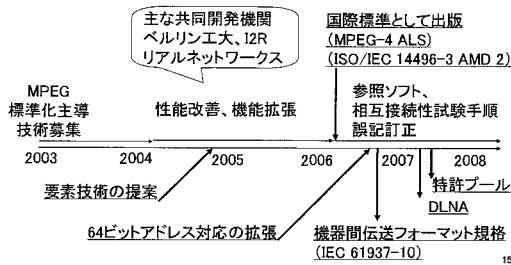 主な共同開発機関
ベルリン工大、I2R
リアルネットワークス
国際標準として出版
(MPEG-4 ALS)
(ISO/IEC 14496-3 AMD 2)
MPEG
標準化主導
技術募集
性能改善、機能拡張
参照ソフト、
相互接続性試験手順
誤記訂正
2003
2004
2005
2006
2007
2008
要素技術の提案
64ビットアドレス対応の拡張
特許プール
DLNA
機器間伝送フォーマット規格
(IEC 61937-10)
15